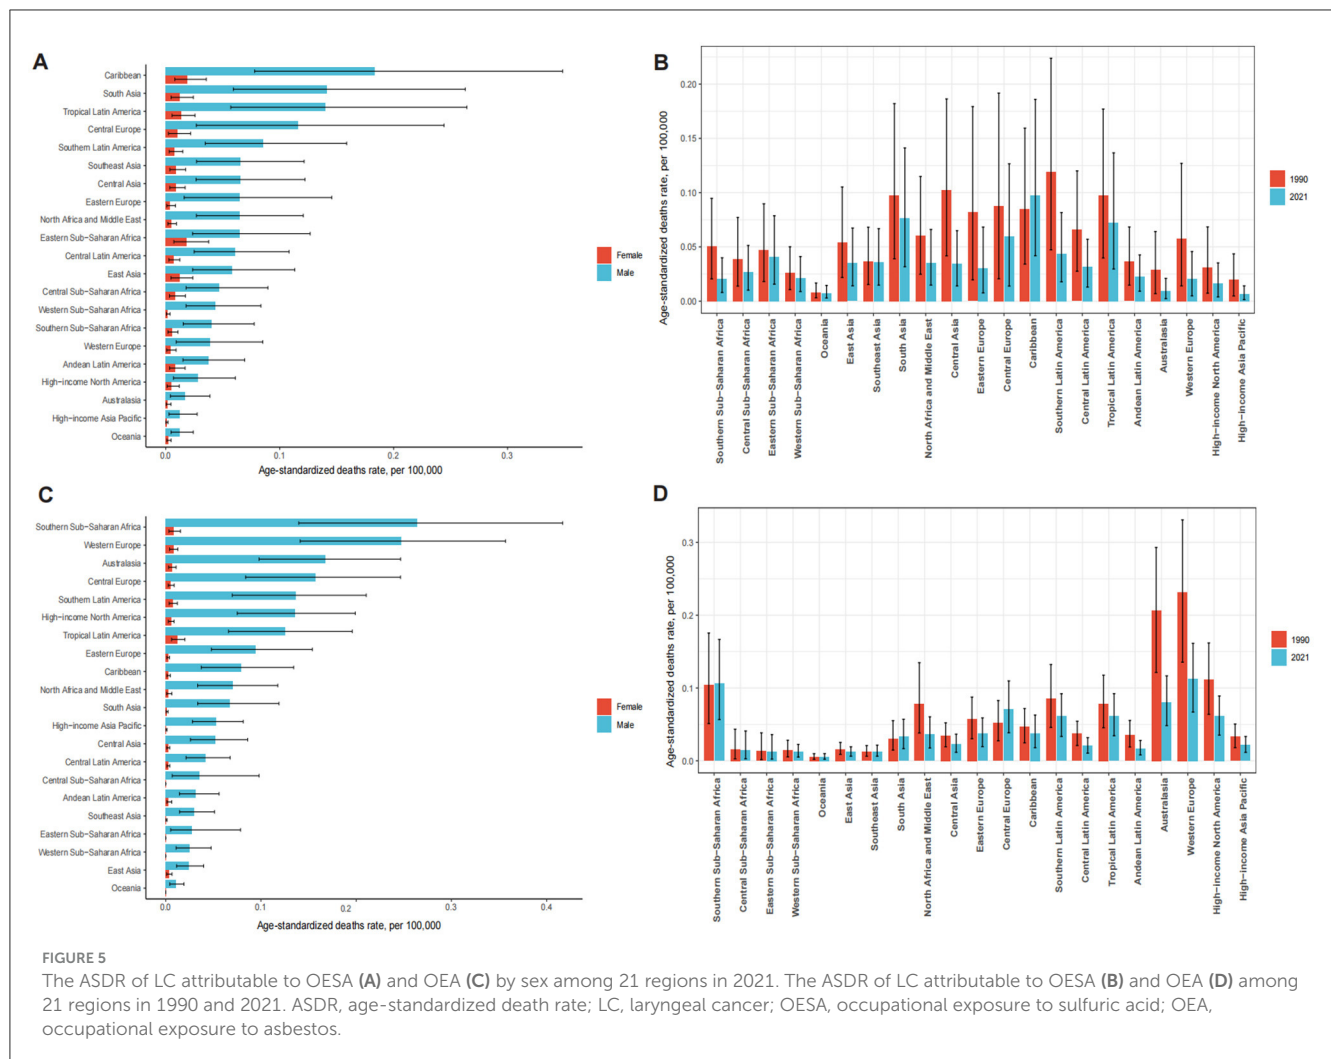 A
Caribbean
South Asia
Tropical Latin America
Central Europe
Southern Latin America
Southeast Asia
Central Asia
Eastern Europe
North Africa and Middle East
Eastern Sub−Saharan Africa
Central Latin America
East Asia
Central Sub−Saharan Africa
Western Sub−Saharan Africa
Southern Sub−Saharan Africa
Western Europe
Andean Latin America
High−income North America
Australasia
High−income Asia Pacific
Oceania
0.0 0.1 0.2 0.3
Age−standardized deaths rate, per 100,000
Female
Male
B
Age−standardized deaths rate, per 100,000
0.20
0.15
0.10
0.05
0.00
Southern Sub−Saharan Africa
Central Sub−Saharan Africa
Eastern Sub−Saharan Africa
Western Sub−Saharan Africa
Oceania
East Asia
Southeast Asia
South Asia
North Africa and Middle East
Central Asia
Eastern Europe
Central Europe
Caribbean
Southern Latin America
Central Latin America
Tropical Latin America
Andean Latin America
Australasia
Western Europe
High−income North America
High−income Asia Pacific
1990
2021
C
Southern Sub−Saharan Africa
Western Europe
Australasia
Central Europe
Southern Latin America
High−income North America
Tropical Latin America
Eastern Europe
Caribbean
North Africa and Middle East
South Asia
High−income Asia Pacific
Central Asia
Central Latin America
Central Sub−Saharan Africa
Andean Latin America
Southeast Asia
Eastern Sub−Saharan Africa
Western Sub−Saharan Africa
East Asia
Oceania
0.0 0.1 0.2 0.3 0.4
Age−standardized deaths rate, per 100,000
Female
Male
D
Age−standardized deaths rate, per 100,000
0.3
0.2
0.1
0.0
Southern Sub−Saharan Africa
Central Sub−Saharan Africa
Eastern Sub−Saharan Africa
Western Sub−Saharan Africa
Oceania
East Asia
Southeast Asia
South Asia
North Africa and Middle East
Central Asia
Eastern Europe
Central Europe
Caribbean
Southern Latin America
Central Latin America
Tropical Latin America
Andean Latin America
Australasia
Western Europe
High−income North America
High−income Asia Pacific
1990
2021
FIGURE 5
The ASDR of LC attributable to OESA (A) and OEA (C) by sex among 21 regions in 2021. The ASDR of LC attributable to OESA (B) and OEA (D) among
21 regions in 1990 and 2021. ASDR, age-standardized death rate; LC, laryngeal cancer; OESA, occupational exposure to sulfuric acid; OEA,
occupational exposure to asbestos.